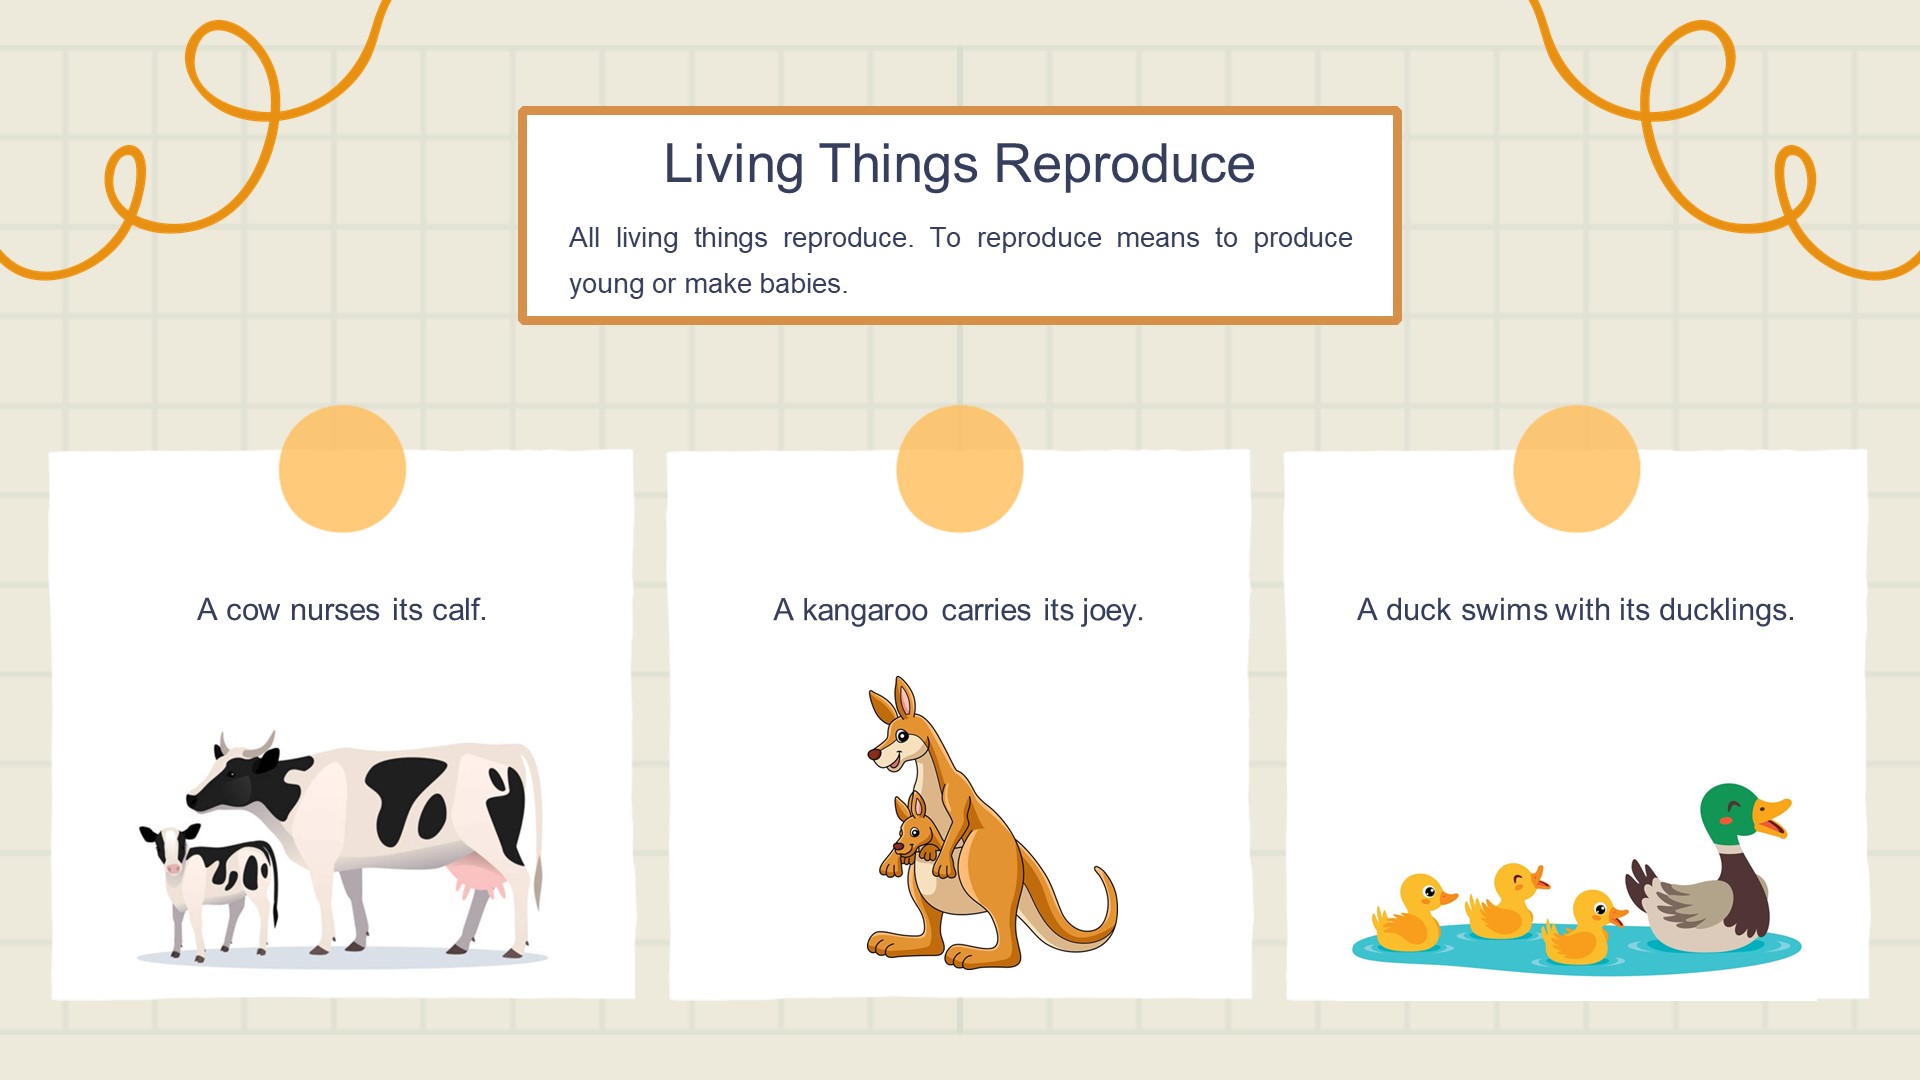 Living Things Reproduce
All living things reproduce. To reproduce means to produce
young or make babies.
A cow nurses its calf.
A kangaroo carries its joey.
A duck swims with its ducklings.